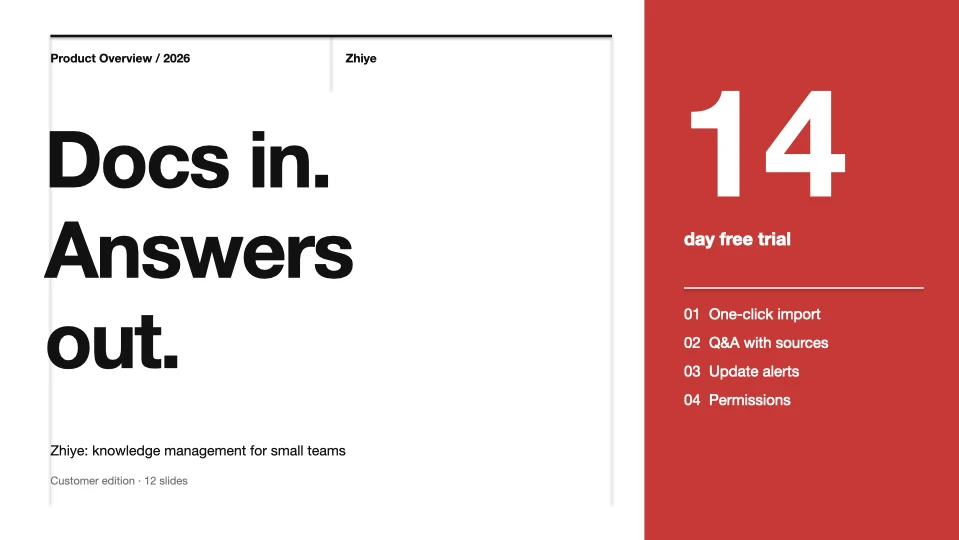 Product Overview / 2026
Zhiye
Docs in.
Answers
out.
Zhiye: knowledge management for small teams
Customer edition · 12 slides
14
day free trial
01 One-click import
02 Q&A with sources
03 Update alerts
04 Permissions